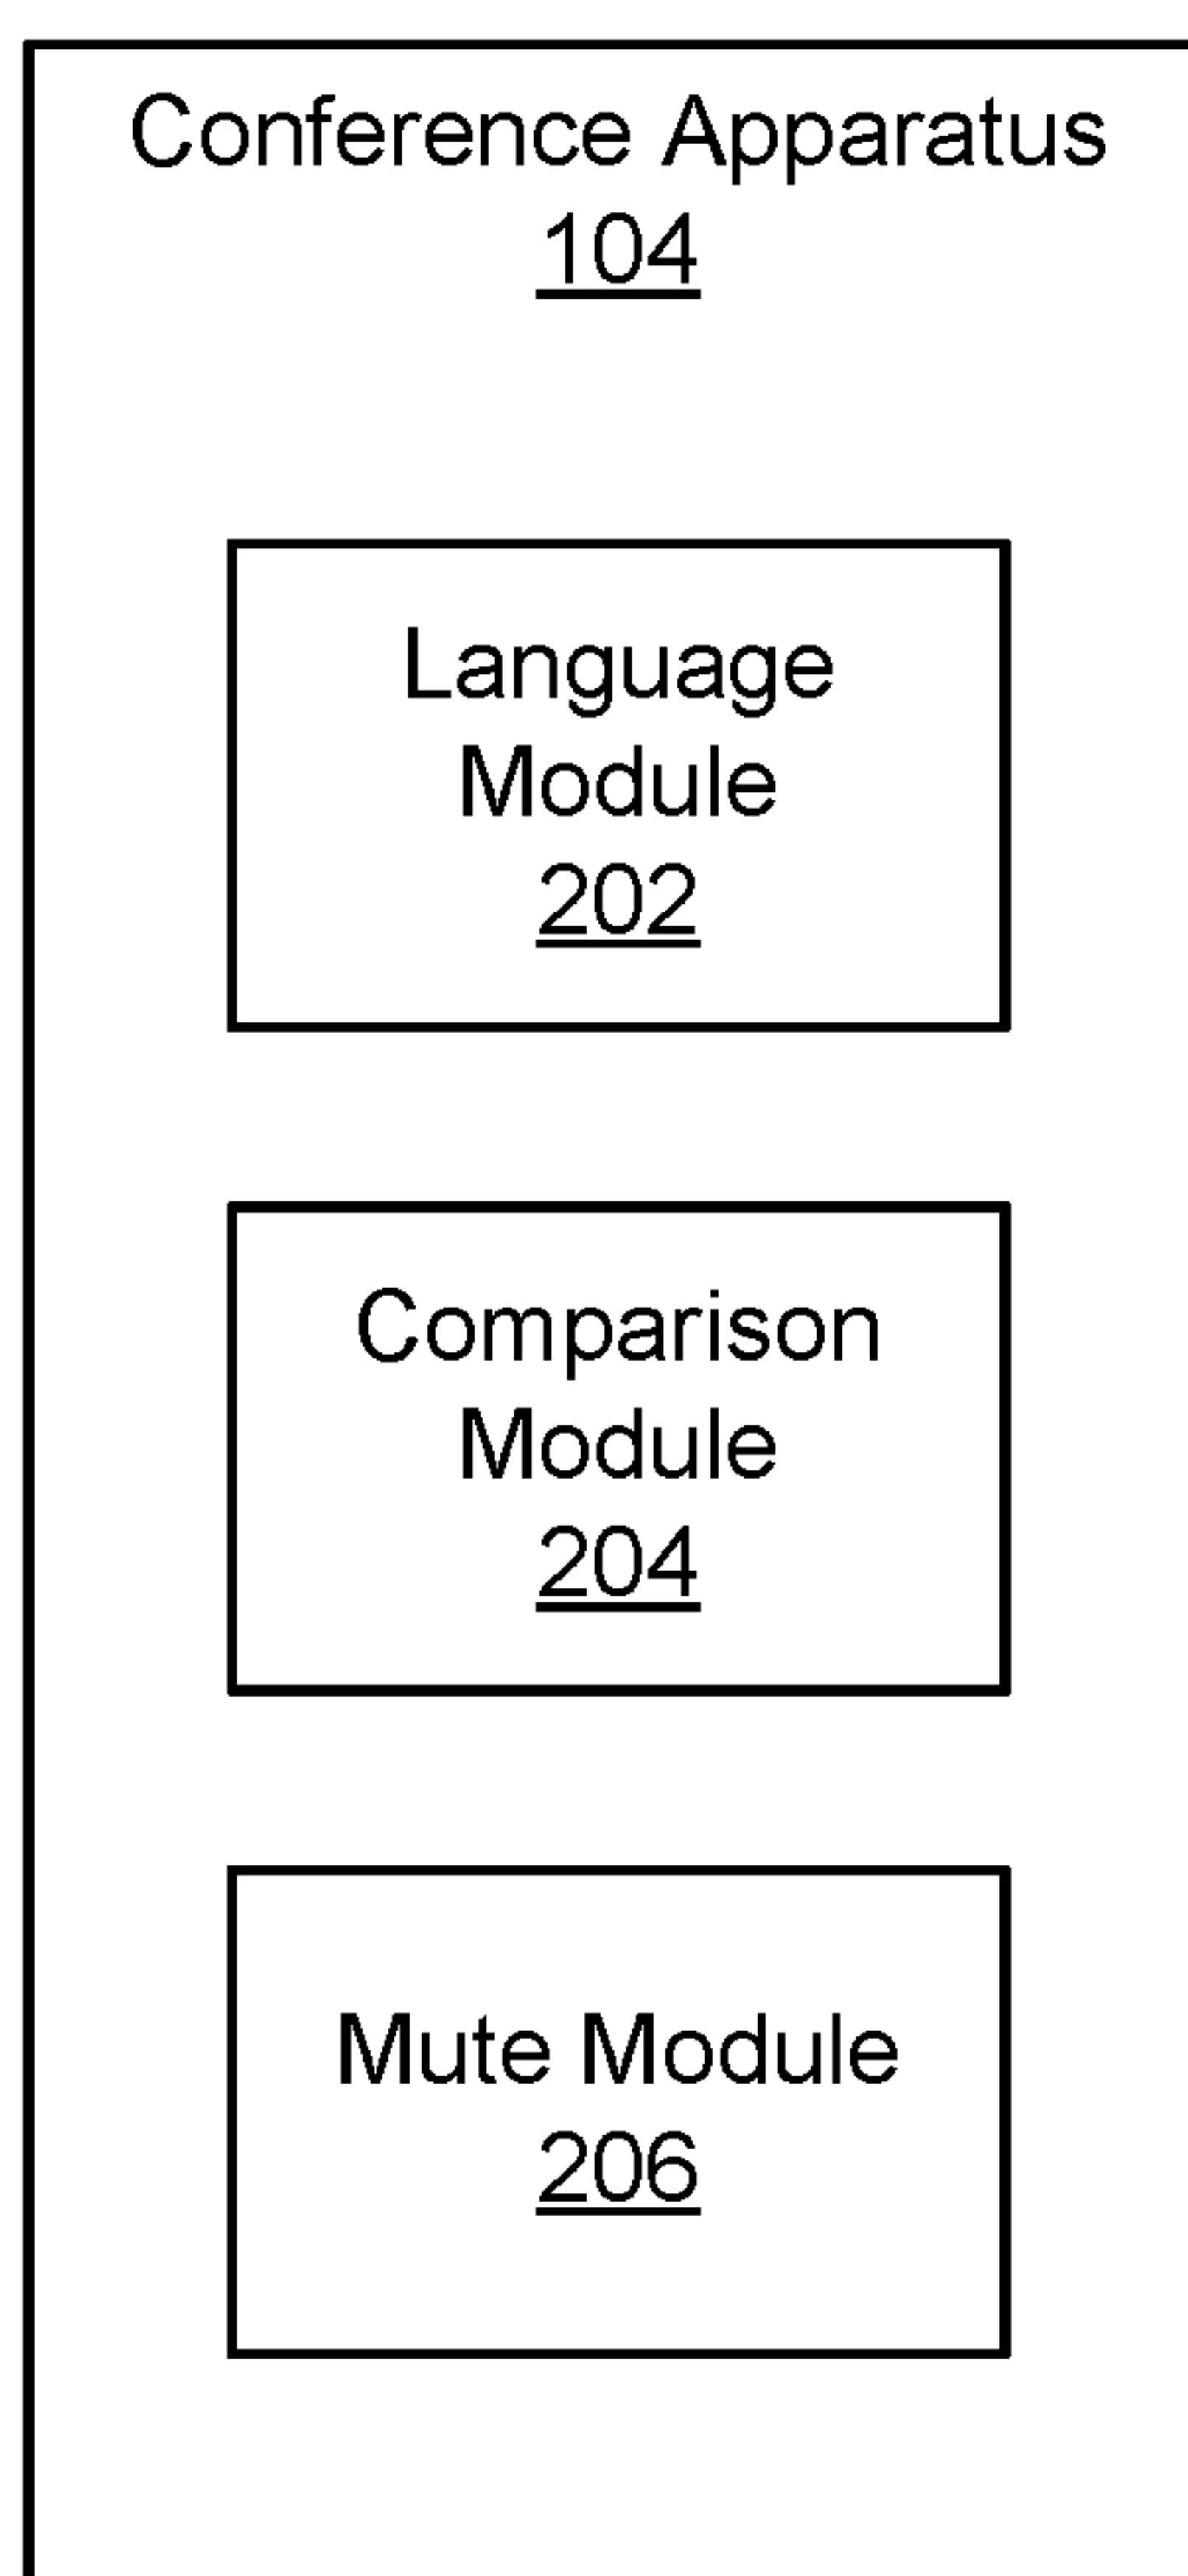 Conference Apparatus
104
Language
Module
202
Comparison
Module
204
Mute Module
206